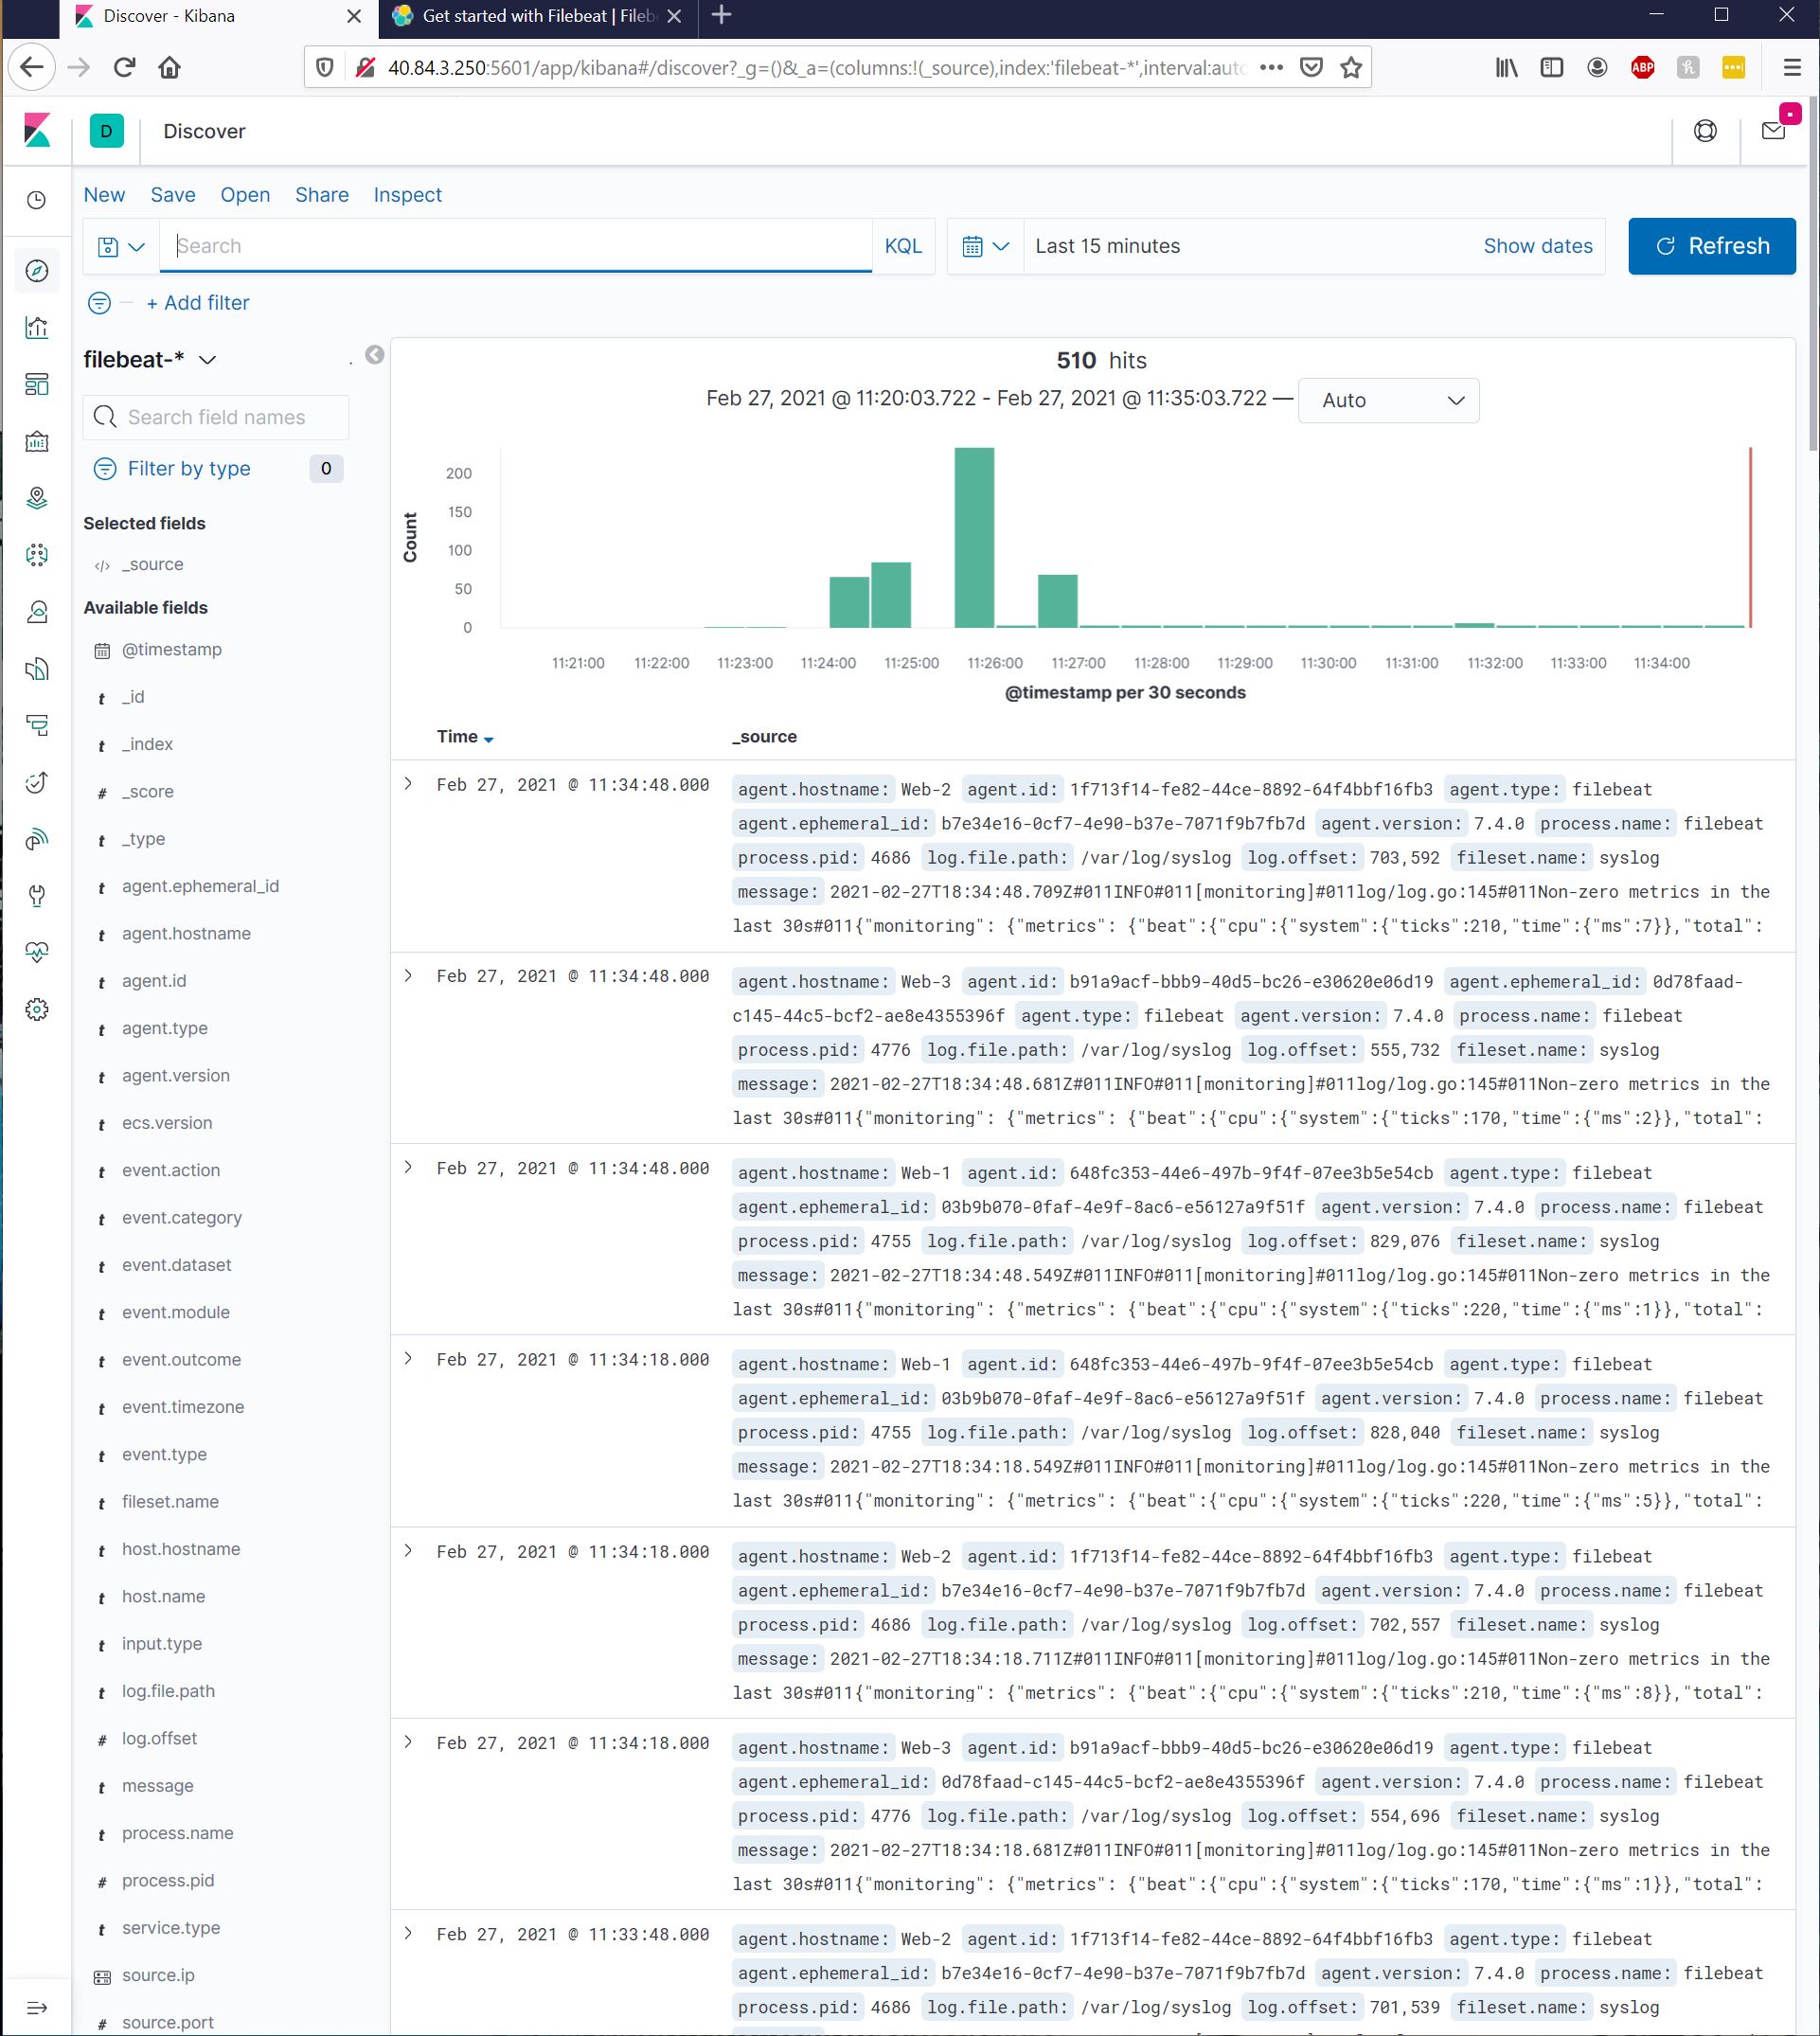 Discover - Kibana
Get started with Filebeat | Fileb
40.84.3.250:5601/app/kibana#/discover?_g=()&_a=(columns:!(_source),index:'filebeat-*',interval:auto
ABP
D
Discover
New Save Open Share Inspect
Search
KQL
Last 15 minutes
Show dates
Refresh
+ Add filter
filebeat-*
Search field names
Filter by type 0
Selected fields
_source
Available fields
@timestamp
t _id
t _index
# _score
t _type
t agent.ephemeral_id
t agent.hostname
t agent.id
t agent.type
t agent.version
t ecs.version
t event.action
t event.category
t event.dataset
t event.module
t event.outcome
t event.timezone
t event.type
t fileset.name
t host.hostname
t host.name
t input.type
t log.file.path
# log.offset
t message
t process.name
# process.pid
t service.type
source.ip
# source.port
510 hits
Feb 27, 2021 @ 11:20:03.722 - Feb 27, 2021 @ 11:35:03.722 — Auto
Count
200
150
100
50
0
11:21:00 11:22:00 11:23:00 11:24:00 11:25:00 11:26:00 11:27:00 11:28:00 11:29:00 11:30:00 11:31:00 11:32:00 11:33:00 11:34:00
@timestamp per 30 seconds
Time _source
Feb 27, 2021 @ 11:34:48.000 agent.hostname: Web-2 agent.id: 1f713f14-fe82-44ce-8892-64f4bbf16fb3 agent.type: filebeat
agent.ephemeral_id: b7e34e16-0cf7-4e90-b37e-7071f9b7fb7d agent.version: 7.4.0 process.name: filebeat
process.pid: 4686 log.file.path: /var/log/syslog log.offset: 703,592 fileset.name: syslog
message: 2021-02-27T18:34:48.709Z#011INFO#011[monitoring]#011log/log.go:145#011Non-zero metrics in the
last 30s#011{"monitoring": {"metrics": {"beat":{"cpu":{"system":{"ticks":210,"time":{"ms":7}},"total":
Feb 27, 2021 @ 11:34:48.000 agent.hostname: Web-3 agent.id: b91a9acf-bbb9-40d5-bc26-e30620e06d19 agent.ephemeral_id: 0d78faad-
c145-44c5-bcf2-ae8e4355396f agent.type: filebeat agent.version: 7.4.0 process.name: filebeat
process.pid: 4776 log.file.path: /var/log/syslog log.offset: 555,732 fileset.name: syslog
message: 2021-02-27T18:34:48.681Z#011INFO#011[monitoring]#011log/log.go:145#011Non-zero metrics in the
last 30s#011{"monitoring": {"metrics": {"beat":{"cpu":{"system":{"ticks":170,"time":{"ms":2}},"total":
Feb 27, 2021 @ 11:34:48.000 agent.hostname: Web-1 agent.id: 648fc353-44e6-497b-9f4f-07ee3b5e54cb agent.type: filebeat
agent.ephemeral_id: 03b9b070-0faf-4e9f-8ac6-e56127a9f51f agent.version: 7.4.0 process.name: filebeat
process.pid: 4755 log.file.path: /var/log/syslog log.offset: 829,076 fileset.name: syslog
message: 2021-02-27T18:34:48.549Z#011INFO#011[monitoring]#011log/log.go:145#011Non-zero metrics in the
last 30s#011{"monitoring": {"metrics": {"beat":{"cpu":{"system":{"ticks":220,"time":{"ms":1}},"total":
Feb 27, 2021 @ 11:34:18.000 agent.hostname: Web-1 agent.id: 648fc353-44e6-497b-9f4f-07ee3b5e54cb agent.type: filebeat
agent.ephemeral_id: 03b9b070-0faf-4e9f-8ac6-e56127a9f51f agent.version: 7.4.0 process.name: filebeat
process.pid: 4755 log.file.path: /var/log/syslog log.offset: 828,040 fileset.name: syslog
message: 2021-02-27T18:34:18.549Z#011INFO#011[monitoring]#011log/log.go:145#011Non-zero metrics in the
last 30s#011{"monitoring": {"metrics": {"beat":{"cpu":{"system":{"ticks":220,"time":{"ms":5}},"total":
Feb 27, 2021 @ 11:34:18.000 agent.hostname: Web-2 agent.id: 1f713f14-fe82-44ce-8892-64f4bbf16fb3 agent.type: filebeat
agent.ephemeral_id: b7e34e16-0cf7-4e90-b37e-7071f9b7fb7d agent.version: 7.4.0 process.name: filebeat
process.pid: 4686 log.file.path: /var/log/syslog log.offset: 702,557 fileset.name: syslog
message: 2021-02-27T18:34:18.711Z#011INFO#011[monitoring]#011log/log.go:145#011Non-zero metrics in the
last 30s#011{"monitoring": {"metrics": {"beat":{"cpu":{"system":{"ticks":210,"time":{"ms":8}},"total":
Feb 27, 2021 @ 11:34:18.000 agent.hostname: Web-3 agent.id: b91a9acf-bbb9-40d5-bc26-e30620e06d19 agent.type: filebeat
agent.ephemeral_id: 0d78faad-c145-44c5-bcf2-ae8e4355396f agent.version: 7.4.0 process.name: filebeat
process.pid: 4776 log.file.path: /var/log/syslog log.offset: 554,696 fileset.name: syslog
message: 2021-02-27T18:34:18.681Z#011INFO#011[monitoring]#011log/log.go:145#011Non-zero metrics in the
last 30s#011{"monitoring": {"metrics": {"beat":{"cpu":{"system":{"ticks":170,"time":{"ms":1}},"total":
Feb 27, 2021 @ 11:33:48.000 agent.hostname: Web-2 agent.id: 1f713f14-fe82-44ce-8892-64f4bbf16fb3 agent.type: filebeat
agent.ephemeral_id: b7e34e16-0cf7-4e90-b37e-7071f9b7fb7d agent.version: 7.4.0 process.name: filebeat
process.pid: 4686 log.file.path: /var/log/syslog log.offset: 701,539 fileset.name: syslog